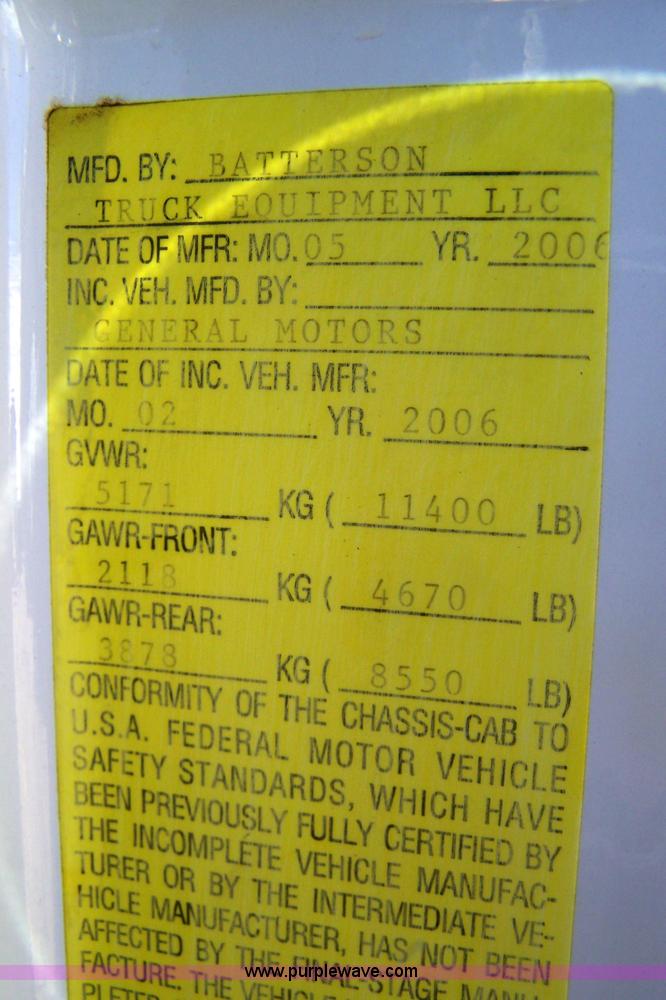 MFD. BY: BATTERSON
TRUCK EQUIPMENT LLC
DATE OF MFR: MO. 05 YR. 2006
INC. VEH. MFD. BY:
GENERAL MOTORS
DATE OF INC. VEH. MFR:
MO. 02 YR. 2006
GVWR:
5171 KG ( 11400 LB)
GAWR-FRONT:
2118 KG ( 4670 LB)
GAWR-REAR:
3878 KG ( 8550 LB)
CONFORMITY OF THE CHASSIS-CAB TO
U.S.A. FEDERAL MOTOR VEHICLE
SAFETY STANDARDS, WHICH HAVE
BEEN PREVIOUSLY FULLY CERTIFIED BY
THE INCOMPLETE VEHICLE MANUFAC-
TURER OR BY THE INTERMEDIATE VE-
HICLE MANUFACTURER, HAS NOT BEEN
AFFECTED BY THE FINAL-STAGE
FACTURE. THE
www.purplewave.com